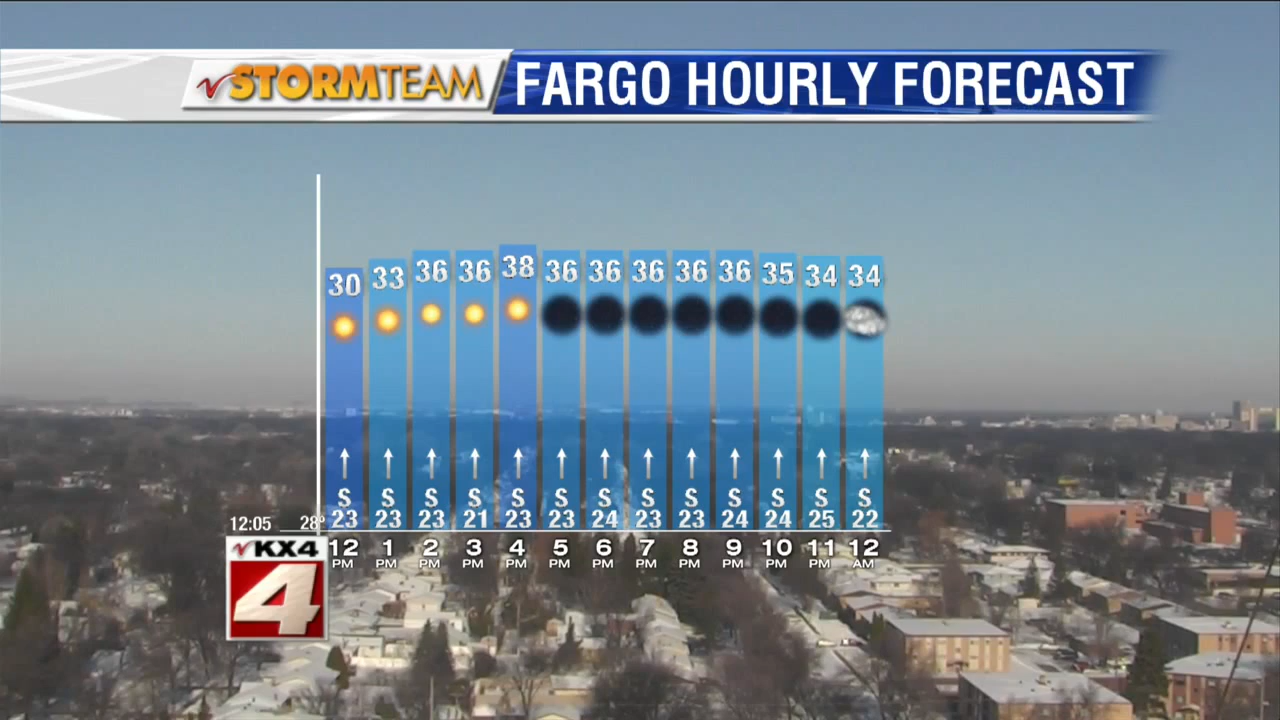 STORMTEAM FARGO HOURLY FORECAST
30 33 36 36 38 36 36 36 36 36 35 34 34
S S S S S S S S S S S S S
23 23 23 21 23 23 24 23 23 24 24 25 22
12:05 28°
12 1 2 3 4 5 6 7 8 9 10 11 12
PM PM PM PM PM PM PM PM PM PM PM PM AM
KX4
4